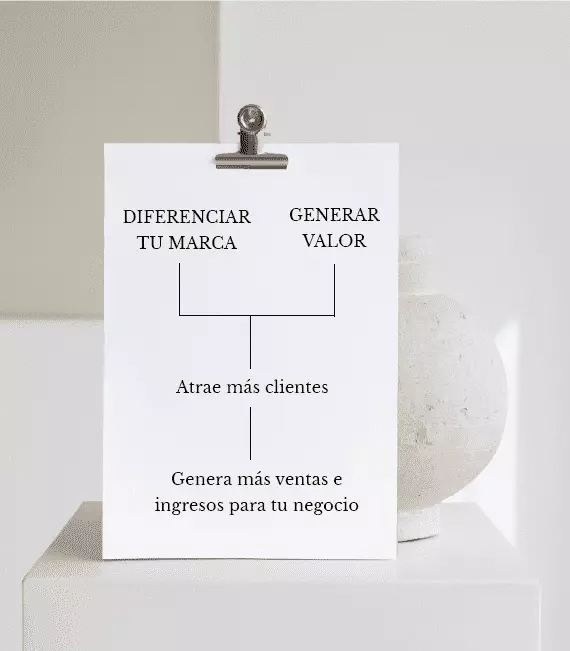 DIFERENCIAR
TU MARCA
GENERAR
VALOR
Atrae más clientes
Genera más ventas e
ingresos para tu negocio